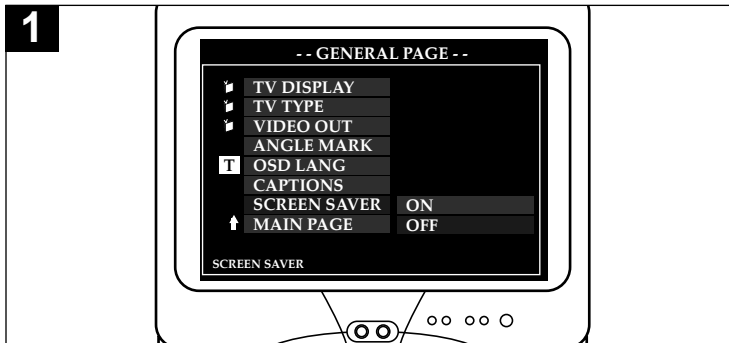 1
- - GENERAL PAGE - -
TV DISPLAY
TV TYPE
VIDEO OUT
ANGLE MARK
T OSD LANG
CAPTIONS
SCREEN SAVER ON
MAIN PAGE OFF
SCREEN SAVER